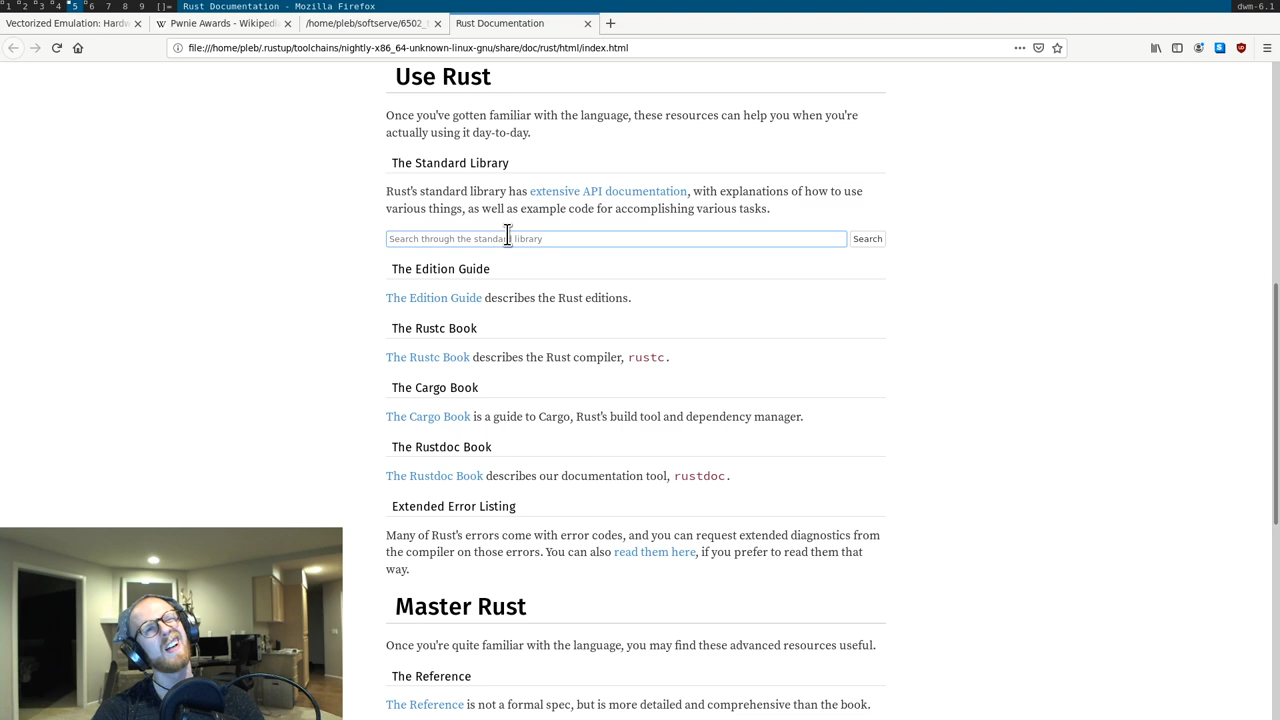 1 2 3 4 5 6 7 8 9 []= Rust Documentation - Mozilla Firefox dwm-6.1
Vectorized Emulation: Hardw Pwnie Awards - Wikipedi /home/pleb/softserve/6502_t Rust Documentation
file:///home/pleb/.rustup/toolchains/nightly-x86_64-unknown-linux-gnu/share/doc/rust/html/index.html
Use Rust
Once you've gotten familiar with the language, these resources can help you when you're
actually using it day-to-day.
The Standard Library
Rust's standard library has extensive API documentation, with explanations of how to use
various things, as well as example code for accomplishing various tasks.
Search through the standard library Search
The Edition Guide
The Edition Guide describes the Rust editions.
The Rustc Book
The Rustc Book describes the Rust compiler, rustc.
The Cargo Book
The Cargo Book is a guide to Cargo, Rust's build tool and dependency manager.
The Rustdoc Book
The Rustdoc Book describes our documentation tool, rustdoc.
Extended Error Listing
Many of Rust's errors come with error codes, and you can request extended diagnostics from
the compiler on those errors. You can also read them here, if you prefer to read them that
way.
Master Rust
Once you're quite familiar with the language, you may find these advanced resources useful.
The Reference
The Reference is not a formal spec, but is more detailed and comprehensive than the book.